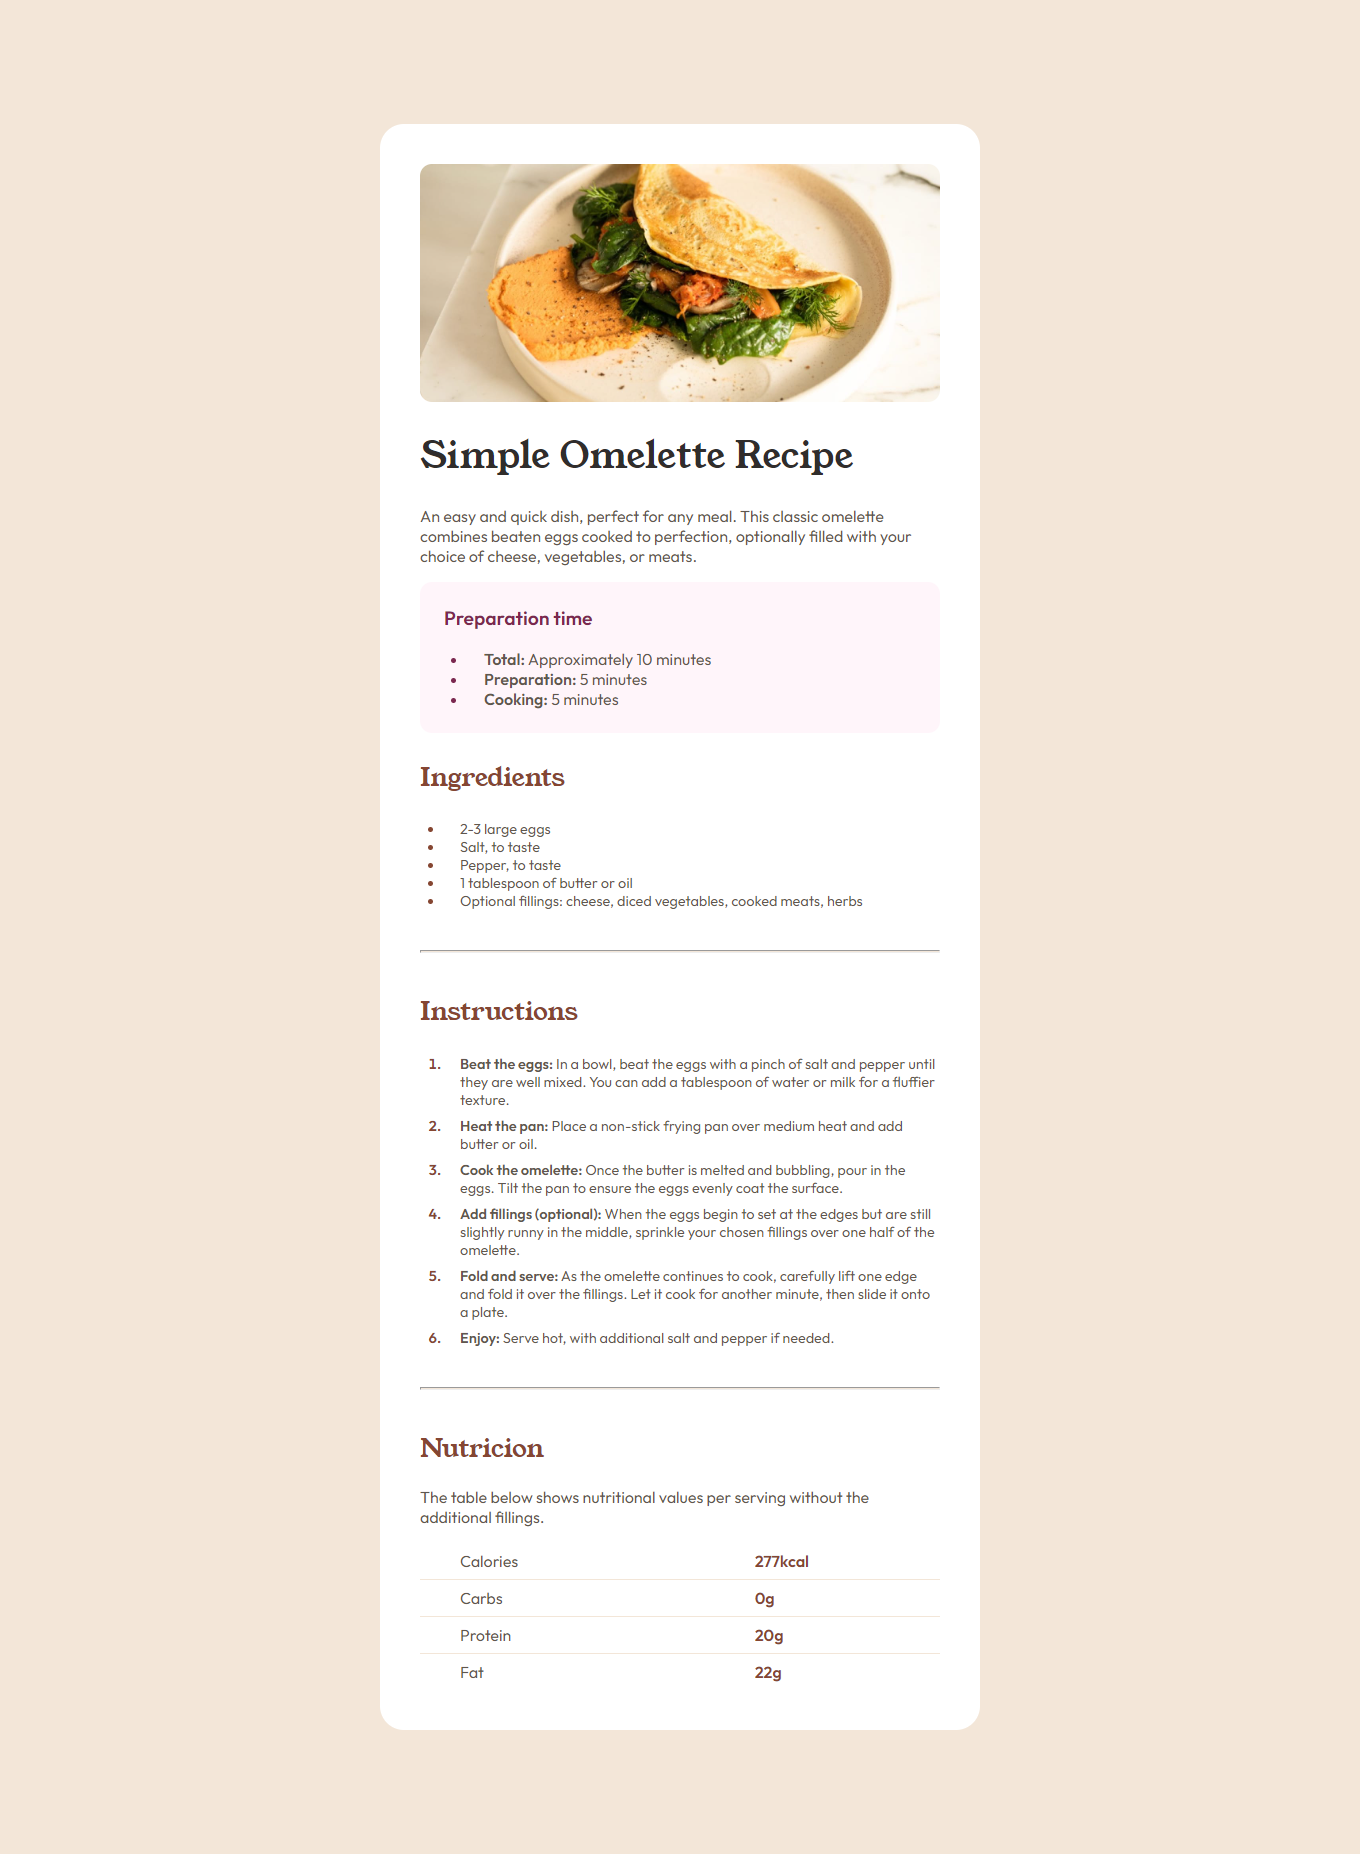 Simple Omelette Recipe
An easy and quick dish, perfect for any meal. This classic omelette
combines beaten eggs cooked to perfection, optionally filled with your
choice of cheese, vegetables, or meats.
Preparation time
• Total: Approximately 10 minutes
• Preparation: 5 minutes
• Cooking: 5 minutes
Ingredients
• 2-3 large eggs
• Salt, to taste
• Pepper, to taste
• 1 tablespoon of butter or oil
• Optional fillings: cheese, diced vegetables, cooked meats, herbs
Instructions
1. Beat the eggs: In a bowl, beat the eggs with a pinch of salt and pepper until
they are well mixed. You can add a tablespoon of water or milk for a fluffier
texture.
2. Heat the pan: Place a non-stick frying pan over medium heat and add
butter or oil.
3. Cook the omelette: Once the butter is melted and bubbling, pour in the
eggs. Tilt the pan to ensure the eggs evenly coat the surface.
4. Add fillings (optional): When the eggs begin to set at the edges but are still
slightly runny in the middle, sprinkle your chosen fillings over one half of the
omelette.
5. Fold and serve: As the omelette continues to cook, carefully lift one edge
and fold it over the fillings. Let it cook for another minute, then slide it onto
a plate.
6. Enjoy: Serve hot, with additional salt and pepper if needed.
Nutricion
The table below shows nutritional values per serving without the
additional fillings.
Calories 277kcal
Carbs 0g
Protein 20g
Fat 22g